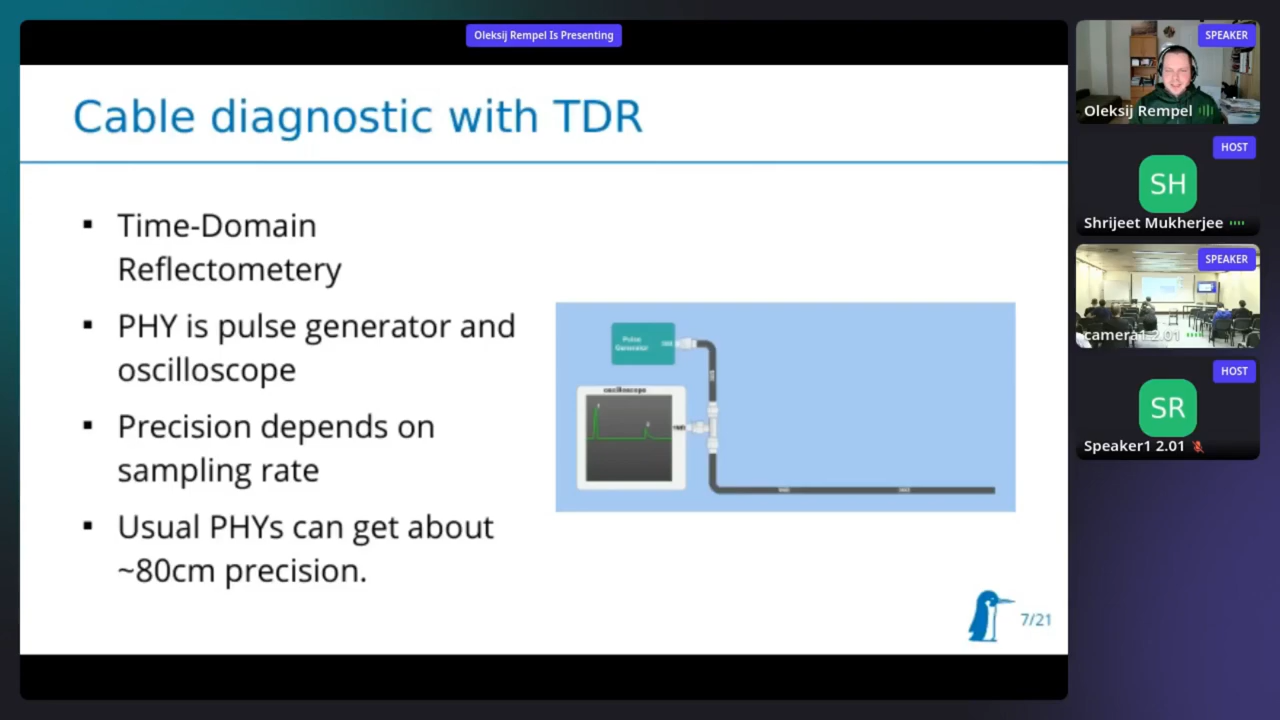 Oleksij Rempel Is Presenting
Cable diagnostic with TDR
▪ Time-Domain
Reflectometery
▪ PHY is pulse generator and
oscilloscope
▪ Precision depends on
sampling rate
▪ Usual PHYs can get about
~80cm precision.
Pulse
Generator
oscilloscope
7/21
SPEAKER
Oleksij Rempel
HOST
SH
Shrijeet Mukherjee
SPEAKER
camera1 2.01
HOST
SR
Speaker1 2.01